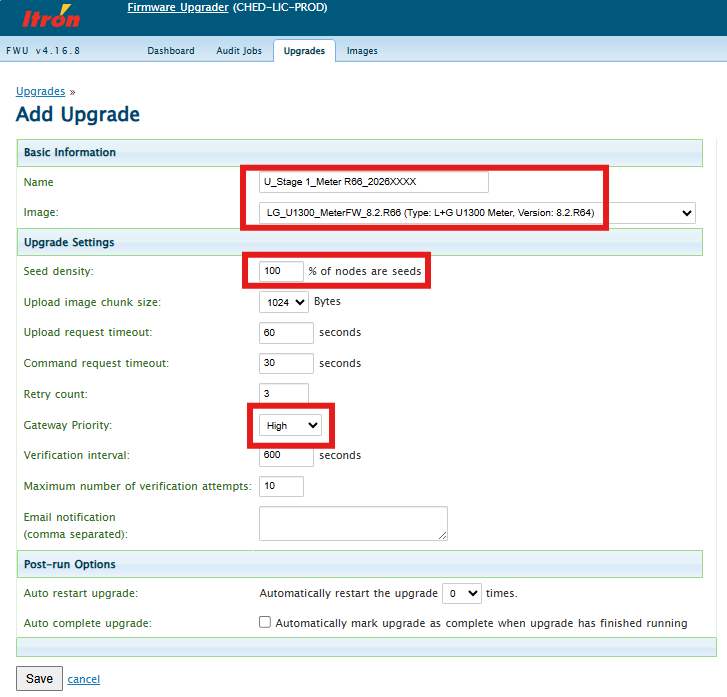 Itron
Firmware Upgrader (CHED-LIC-PROD)
FWU v4.16.8
Dashboard Audit Jobs Upgrades Images
Upgrades »
Add Upgrade
Basic Information
Name U_Stage 1_Meter R66_2026XXXX
Image: LG_U1300_MeterFW_8.2.R66 (Type: L+G U1300 Meter, Version: 8.2.R64)
Upgrade Settings
Seed density: 100 % of nodes are seeds
Upload image chunk size: 1024 Bytes
Upload request timeout: 60 seconds
Command request timeout: 30 seconds
Retry count: 3
Gateway Priority: High
Verification interval: 600 seconds
Maximum number of verification attempts: 10
Email notification
(comma separated):
Post-run Options
Auto restart upgrade: Automatically restart the upgrade 0 times.
Auto complete upgrade: Automatically mark upgrade as complete when upgrade has finished running
Save cancel